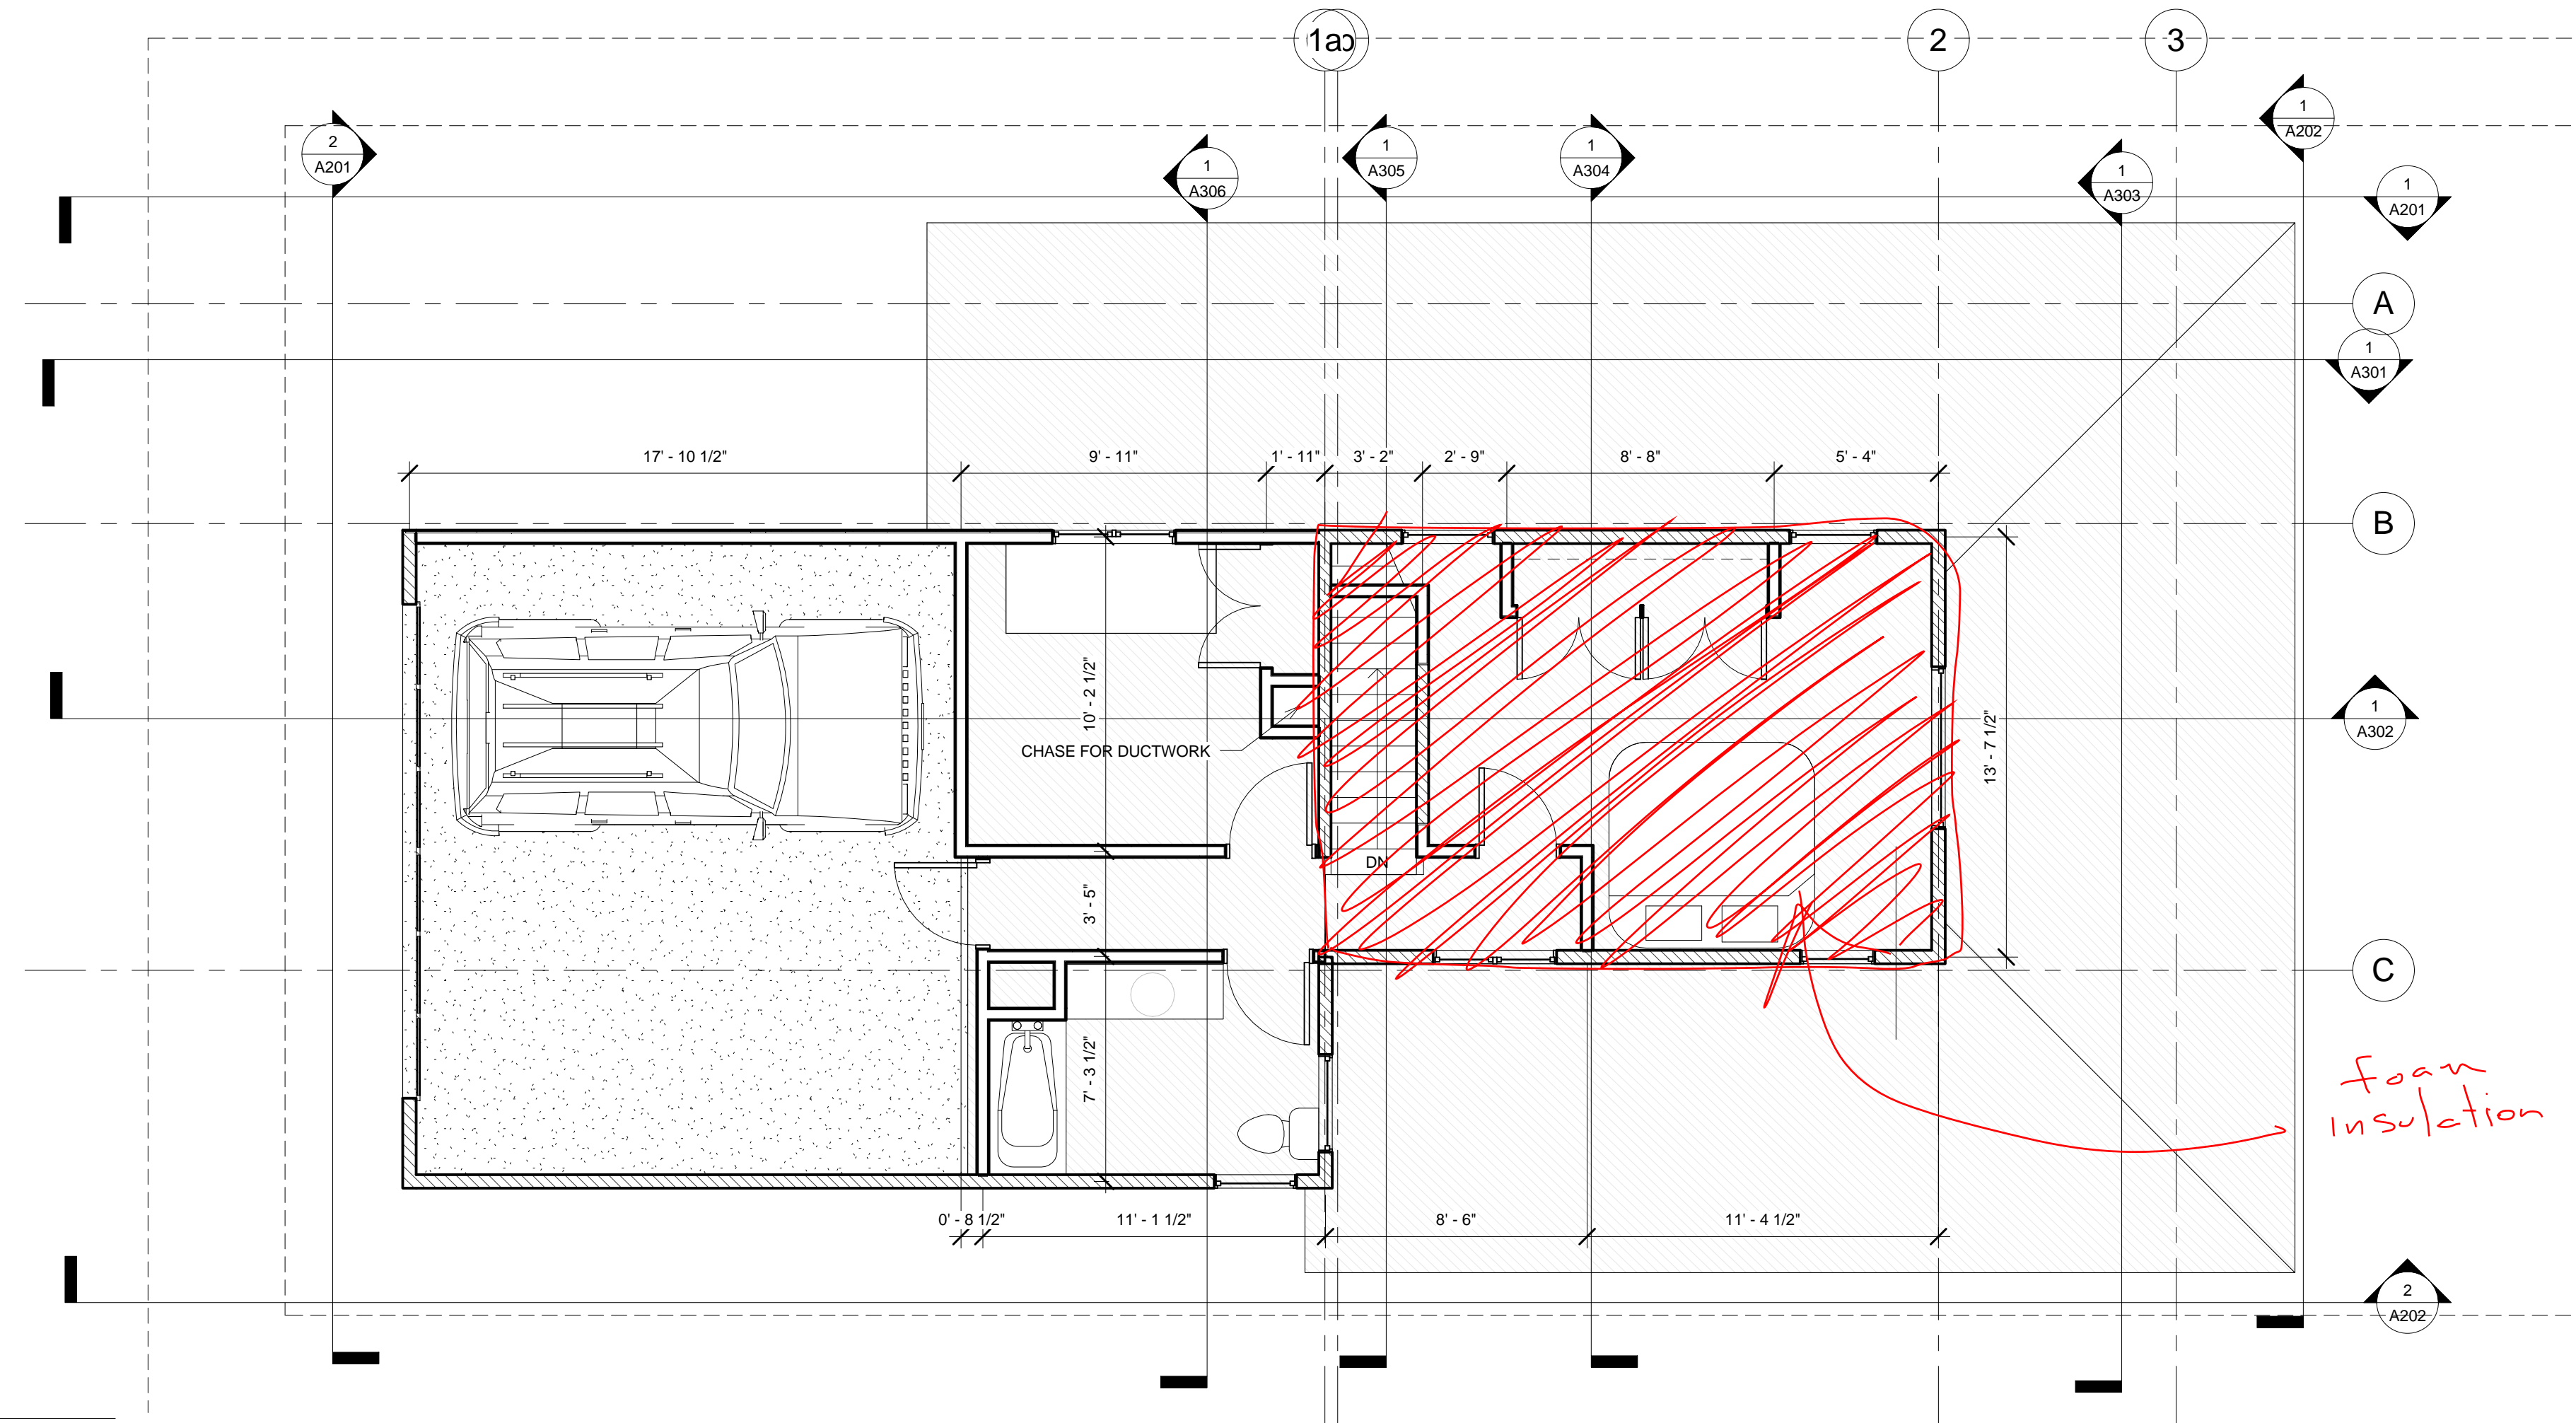 1a
2
3
2
A201
1
A306
1
A305
1
A304
1
A303
1
A202
1
A201
A
1
A301
17' - 10 1/2"
9' - 11"
1' - 11"
3' - 2"
2' - 9"
8' - 8"
5' - 4"
B
10' - 2 1/2"
CHASE FOR DUCTWORK
13' - 7 1/2"
1
A302
DN
3' - 5"
C
7' - 3 1/2"
foam
insulation
0' - 8 1/2"
11' - 1 1/2"
8' - 6"
11' - 4 1/2"
2
A202